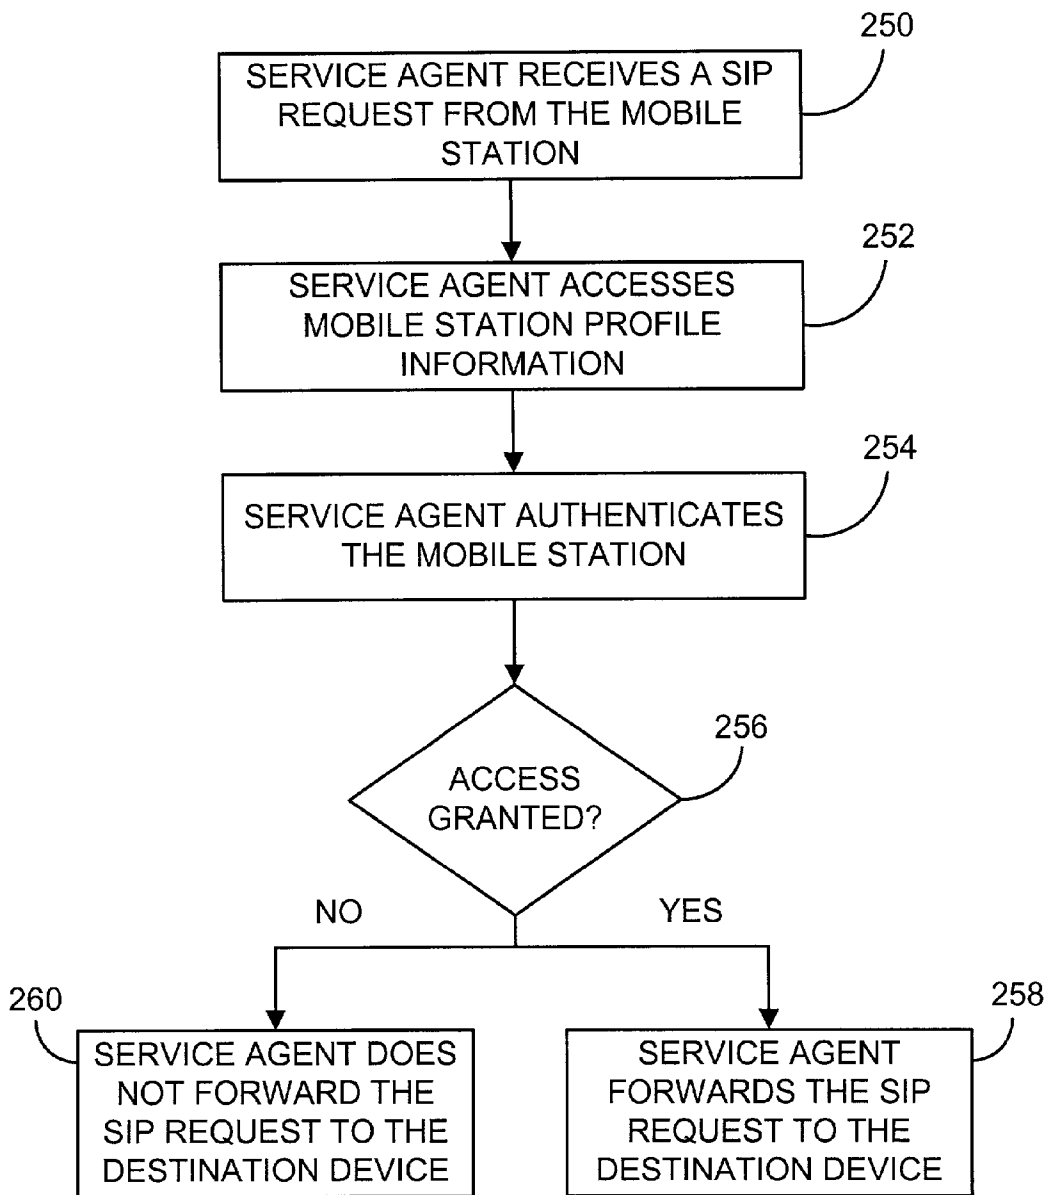 250
SERVICE AGENT RECEIVES A SIP
REQUEST FROM THE MOBILE
STATION
252
SERVICE AGENT ACCESSES
MOBILE STATION PROFILE
INFORMATION
254
SERVICE AGENT AUTHENTICATES
THE MOBILE STATION
256
ACCESS
GRANTED?
NO
YES
260
SERVICE AGENT DOES
NOT FORWARD THE
SIP REQUEST TO THE
DESTINATION DEVICE
258
SERVICE AGENT
FORWARDS THE SIP
REQUEST TO THE
DESTINATION DEVICE